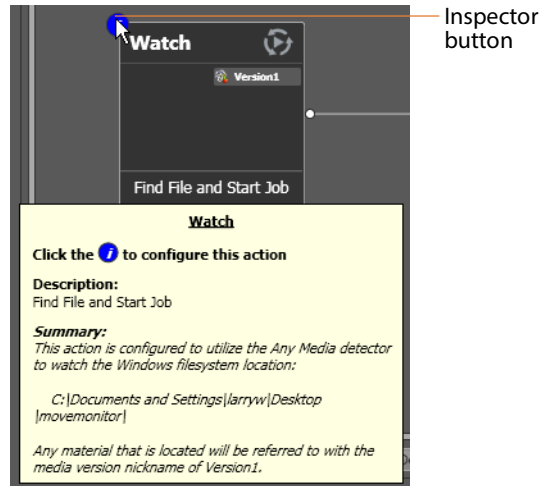 Inspector
button
Watch
Version1
Find File and Start Job
Watch
Click the i to configure this action
Description:
Find File and Start Job
Summary:
This action is configured to utilize the Any Media detector
to watch the Windows filesystem location:
C:\Documents and Settings\larryw\Desktop
\movemonitor\
Any material that is located will be referred to with the
media version nickname of Version1.